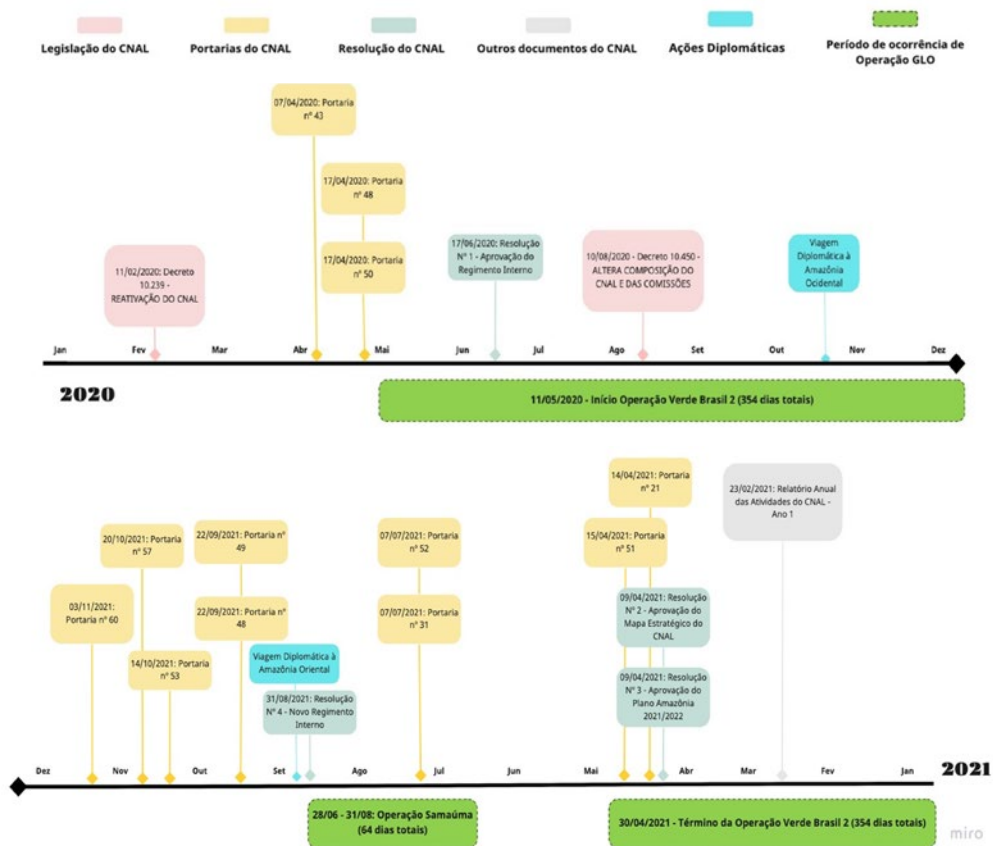 Legislação do CNAL
Portarias do CNAL
Resolução do CNAL
Outros documentos do CNAL
Ações Diplomáticas
Período de ocorrência de
Operação GLO
07/04/2020: Portaria
nº 43
17/04/2020: Portaria
nº 48
17/04/2020: Portaria
nº 50
11/02/2020: Decreto
10.239 -
REATIVAÇÃO DO CNAL
17/06/2020: Resolução
Nº 1 - Aprovação do
Regimento Interno
10/08/2020 - Decreto 10.450 -
ALTERA COMPOSIÇÃO DO
CNAL E DAS COMISSÕES
Viagem
Diplomática à
Amazônia
Ocidental
Jan
Fev
Mar
Abr
Mai
Jun
Jul
Ago
Set
Out
Nov
Dez
2020
11/05/2020 - Início Operação Verde Brasil 2 (354 dias totais)
14/04/2021: Portaria
nº 21
23/02/2021: Relatório Anual
das Atividades do CNAL -
Ano 1
20/10/2021: Portaria
nº 57
22/09/2021: Portaria nº
49
07/07/2021: Portaria
nº 52
15/04/2021: Portaria
nº 51
03/11/2021:
Portaria nº 60
22/09/2021: Portaria nº
48
07/07/2021: Portaria
nº 31
09/04/2021: Resolução
Nº 2 - Aprovação do
Mapa Estratégico do
CNAL
14/10/2021: Portaria
nº 53
Viagem Diplomática à
Amazônia Oriental
31/08/2021: Resolução
Nº 4 - Novo Regimento
Interno
09/04/2021: Resolução
Nº 3 - Aprovação do
Plano Amazônia
2021/2022
Dez
Nov
Out
Set
Ago
Jul
Jun
Mai
Abr
Mar
Fev
Jan
2021
28/06 - 31/08: Operação Samaúma
(64 dias totais)
30/04/2021 - Término da Operação Verde Brasil 2 (354 dias totais)
miro